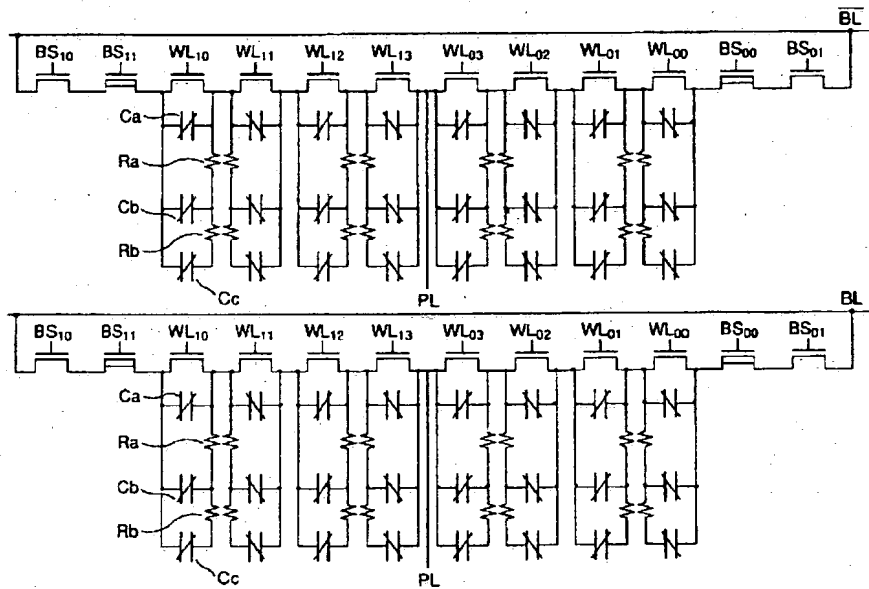 B̅L̅
BS₁₀ BS₁₁ WL₁₀ WL₁₁ WL₁₂ WL₁₃ WL₀₃ WL₀₂ WL₀₁ WL₀₀ BS₀₀ BS₀₁
Ca
Ra
Cb
Rb
Cc
PL
BL
BS₁₀ BS₁₁ WL₁₀ WL₁₁ WL₁₂ WL₁₃ WL₀₃ WL₀₂ WL₀₁ WL₀₀ BS₀₀ BS₀₁
Ca
Ra
Cb
Rb
Cc
PL